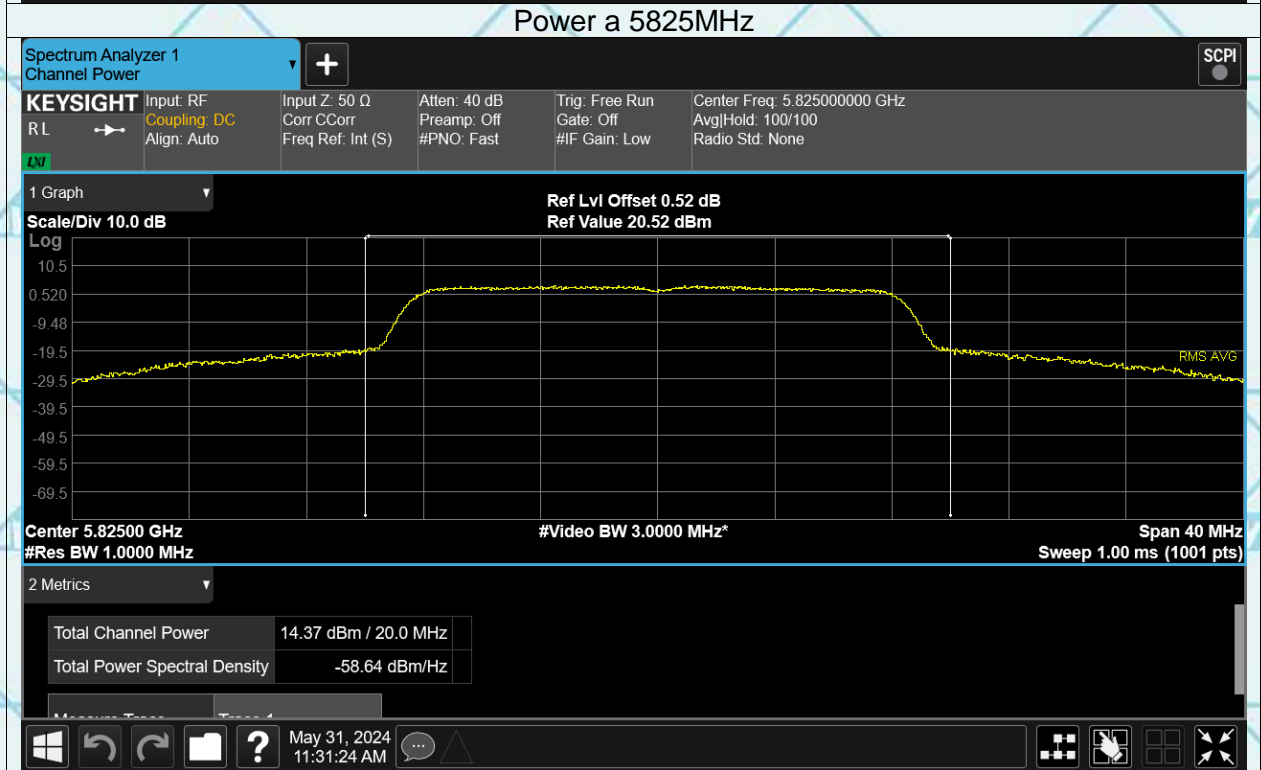 Power a 5825MHz
Spectrum Analyzer 1
Channel Power
+
SCPI
KEYSIGHT
RL
LXI
Input: RF
Coupling: DC
Align: Auto
Input Z: 50 Ω
Corr CCorr
Freq Ref: Int (S)
Atten: 40 dB
Preamp: Off
#PNO: Fast
Trig: Free Run
Gate: Off
#IF Gain: Low
Center Freq: 5.825000000 GHz
Avg|Hold: 100/100
Radio Std: None
1 Graph
Scale/Div 10.0 dB
Ref Lvl Offset 0.52 dB
Ref Value 20.52 dBm
Log
10.5
0.520
-9.48
-19.5
-29.5
-39.5
-49.5
-59.5
-69.5
RMS AVG
Center 5.82500 GHz
#Video BW 3.0000 MHz*
Span 40 MHz
#Res BW 1.0000 MHz
Sweep 1.00 ms (1001 pts)
2 Metrics
Total Channel Power 14.37 dBm / 20.0 MHz
Total Power Spectral Density -58.64 dBm/Hz
Measure Trace Trace 1
?
May 31, 2024
11:31:24 AM